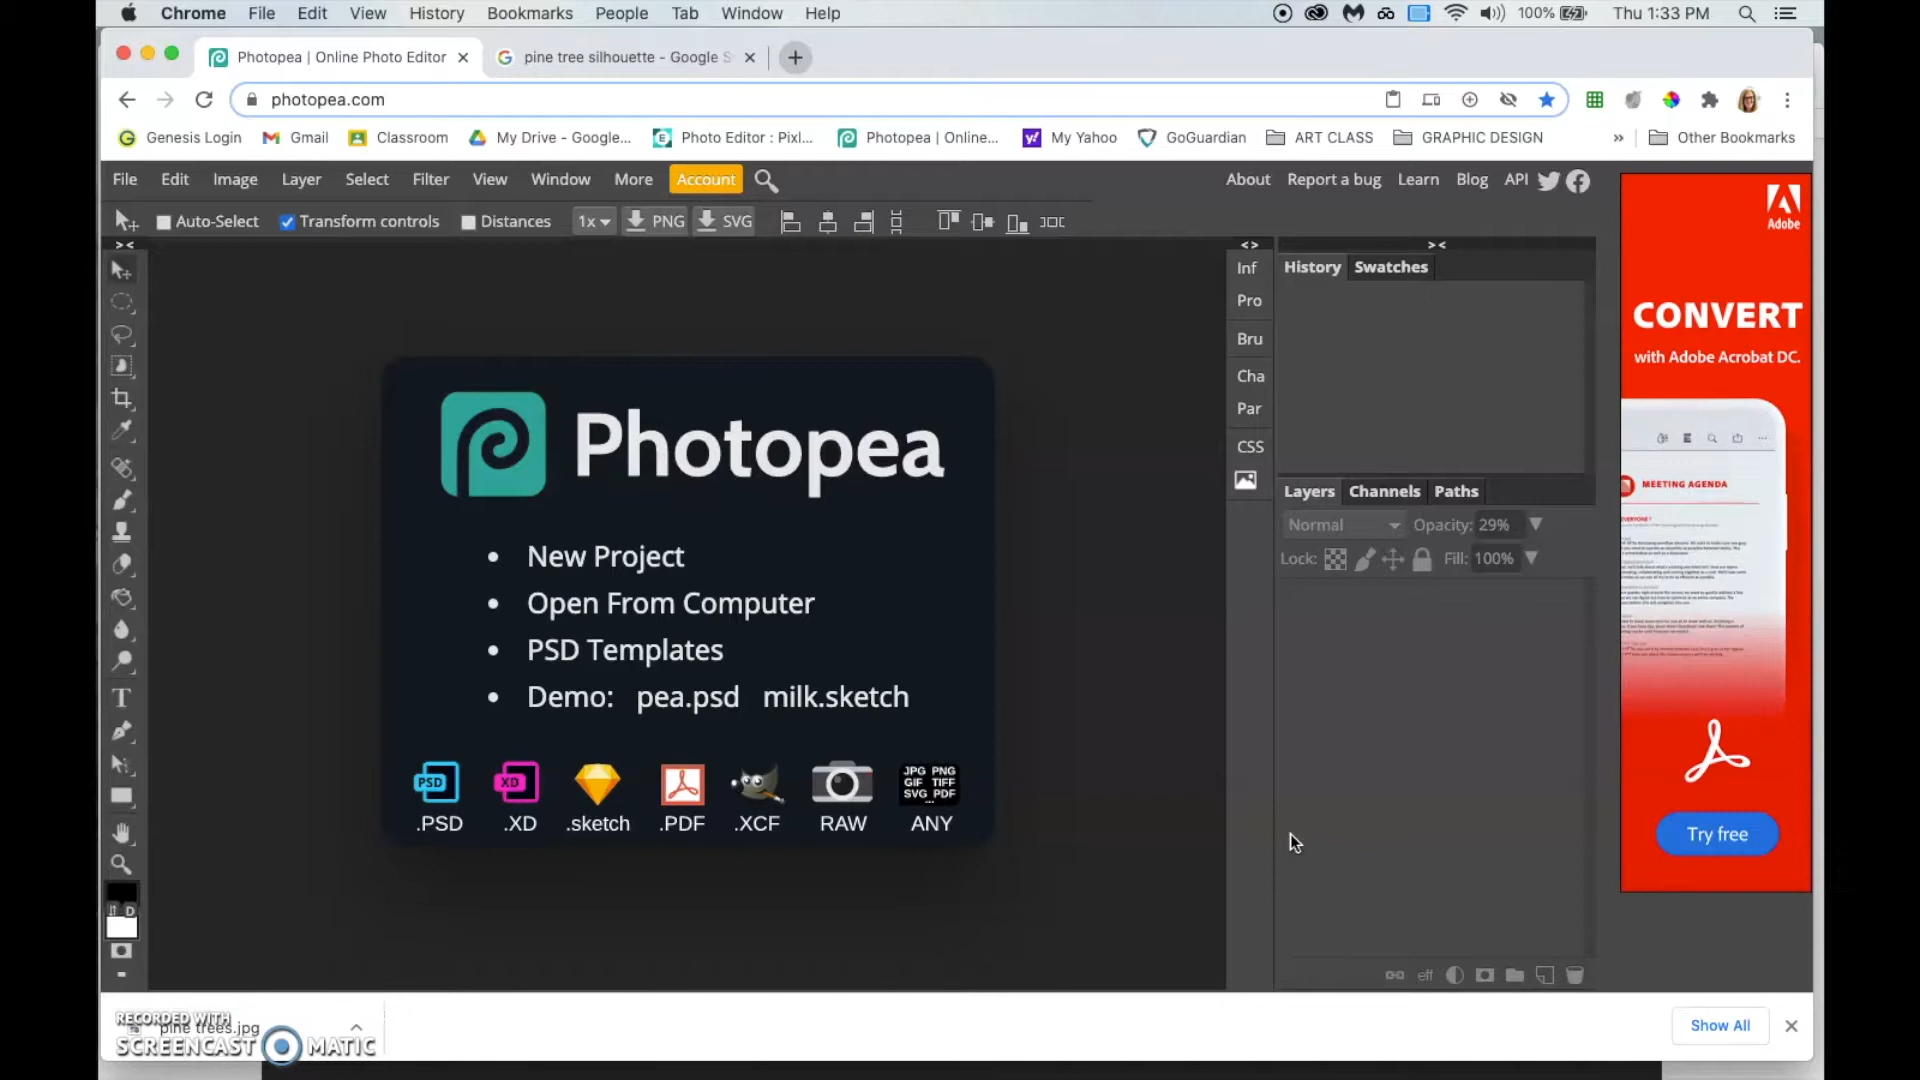 Chrome File Edit View History Bookmarks People Tab Window Help 100% Thu 1:33 PM
Photopea | Online Photo Editor pine tree silhouette - Google S
photopea.com
Genesis Login Gmail Classroom My Drive - Google... Photo Editor : Pixl... Photopea | Online... My Yahoo GoGuardian ART CLASS GRAPHIC DESIGN » Other Bookmarks
File Edit Image Layer Select Filter View Window More Account About Report a bug Learn Blog API
Auto-Select Transform controls Distances 1x PNG SVG
Adobe
History Swatches
Inf
Pro
Bru
Cha
Par
CSS
CONVERT
with Adobe Acrobat DC.
MEETING AGENDA
Photopea
• New Project
• Open From Computer
• PSD Templates
• Demo: pea.psd milk.sketch
PSD XD JPG PNG
GIF TIFF
SVG PDF
...
.PSD .XD .sketch .PDF .XCF RAW ANY
Layers Channels Paths
Normal Opacity: 29%
Lock: Fill: 100%
eff
T
D
Try free
pine trees.jpg
Show All
RECORDED WITH
SCREENCAST MATIC